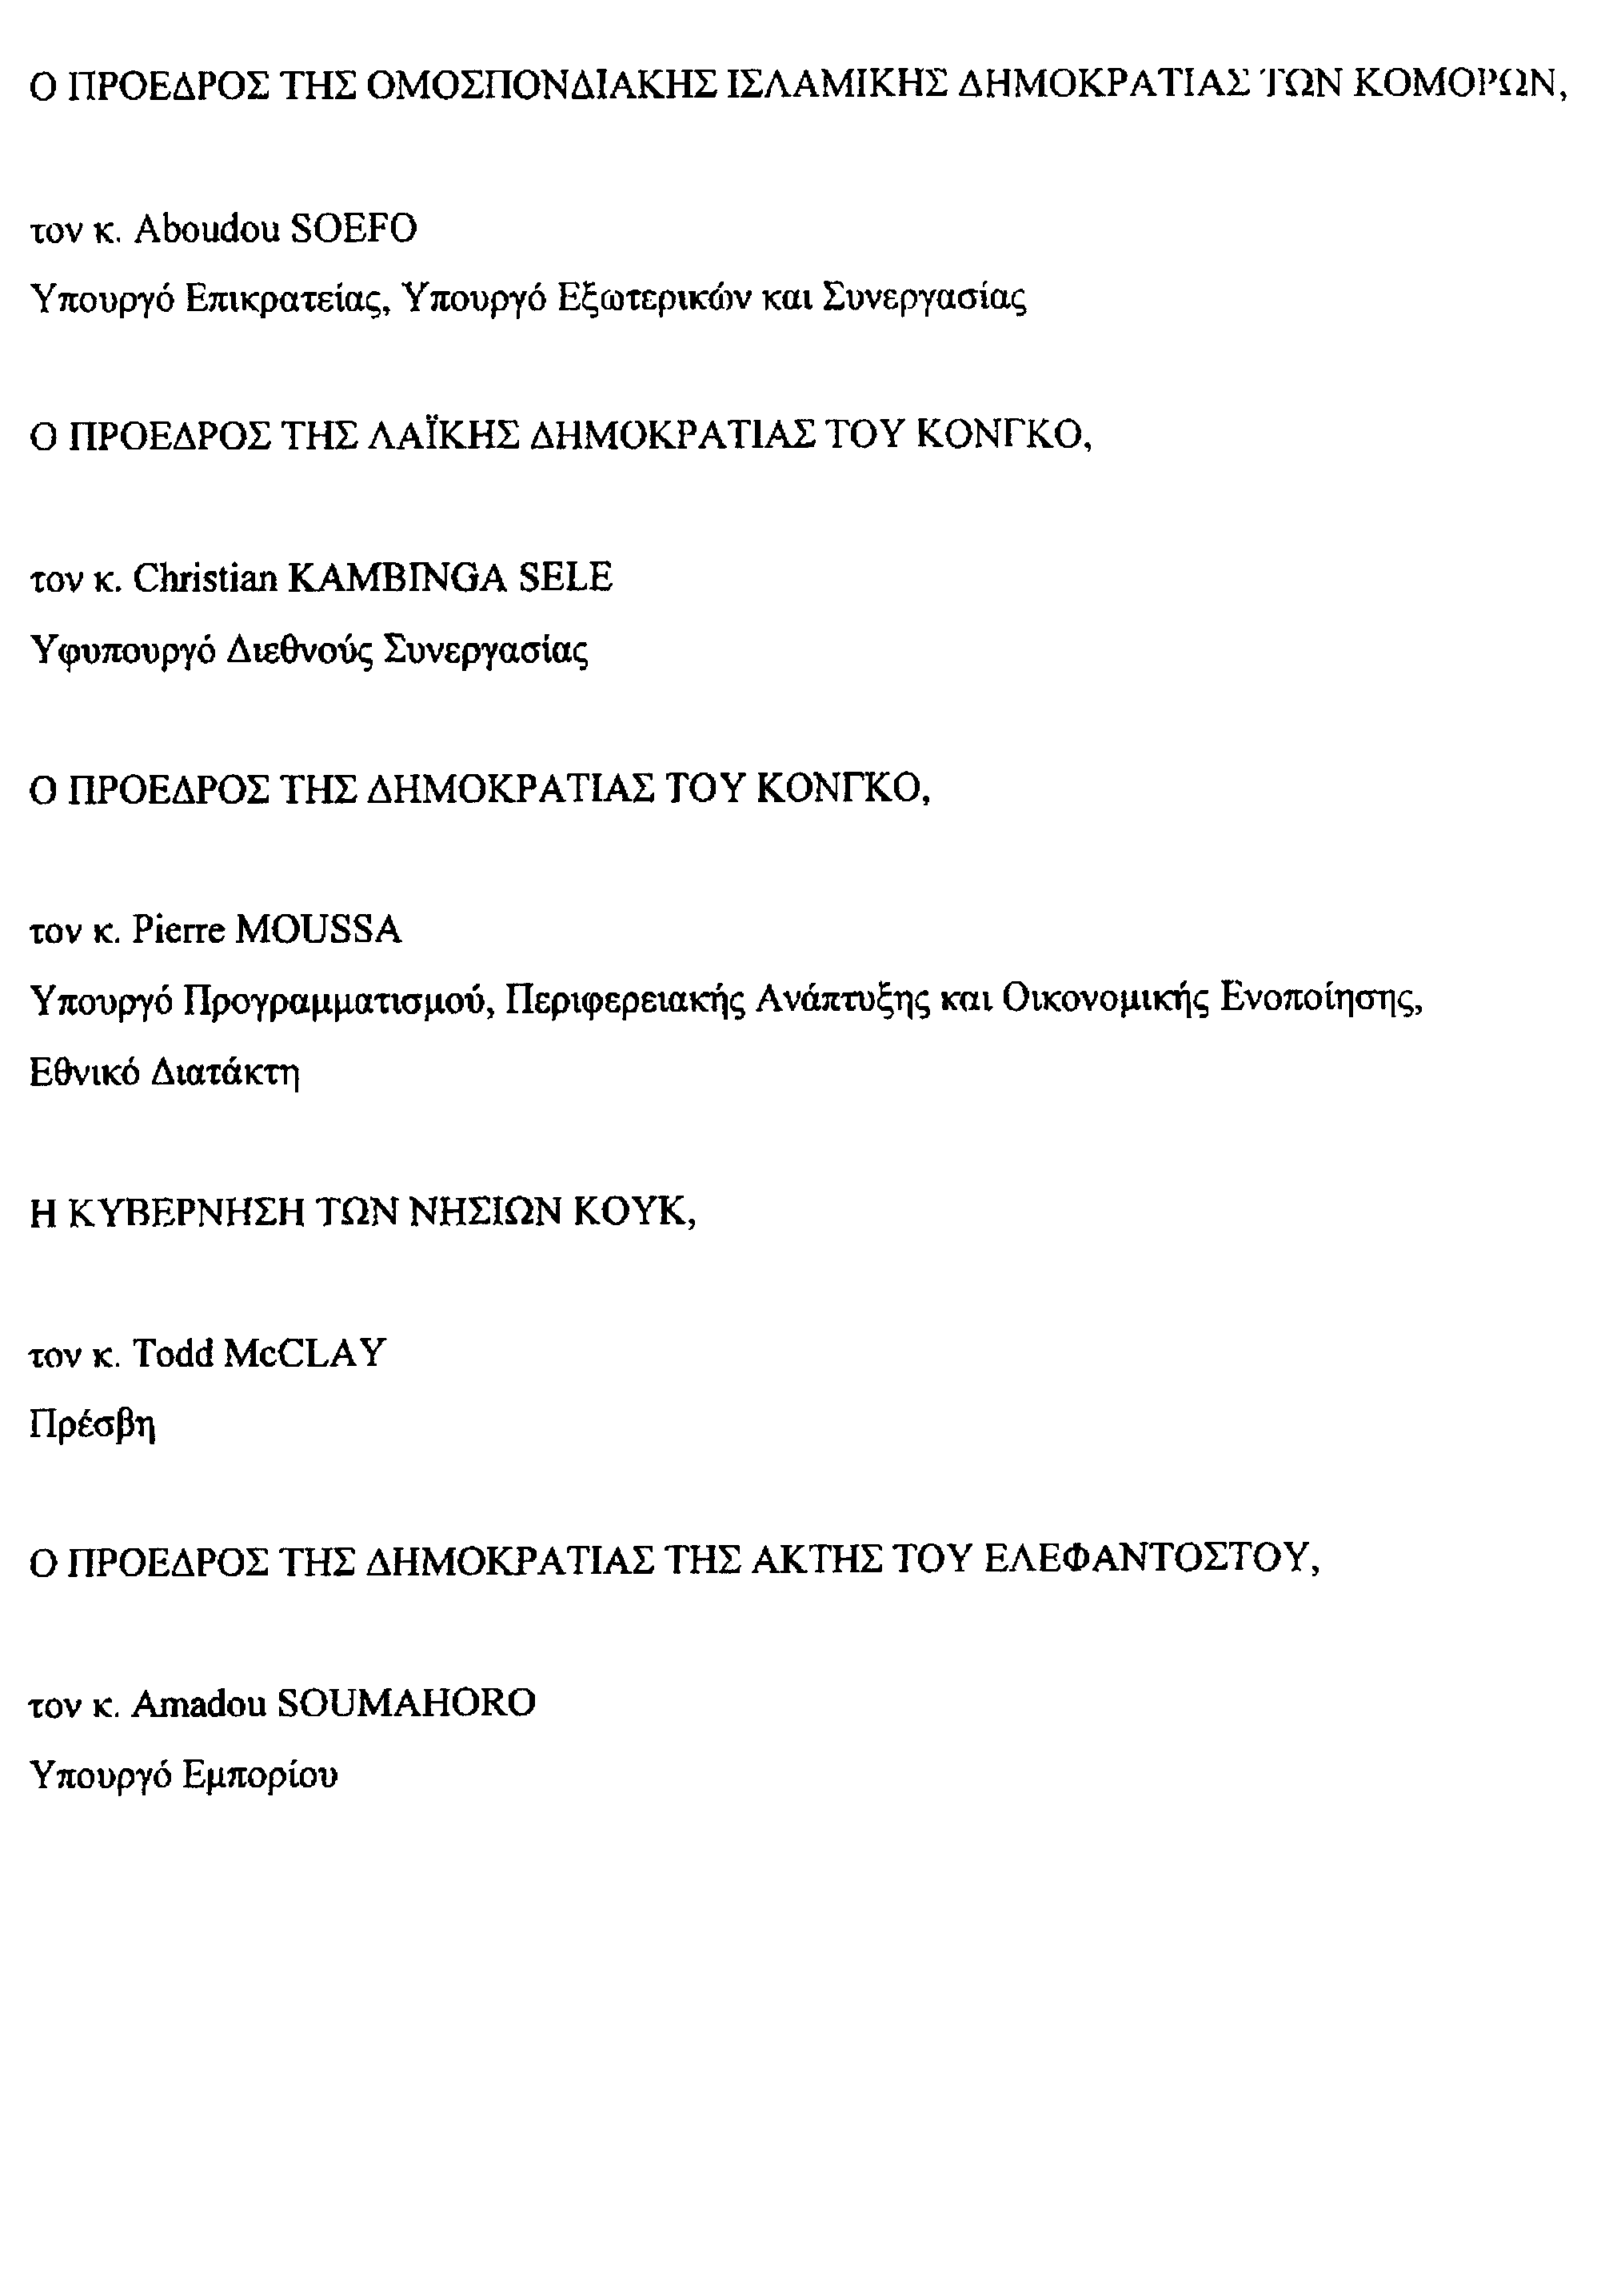 Ο ΠΡΟΕΔΡΟΣ ΤΗΣ ΟΜΟΣΠΟΝΔΙΑΚΗΣ ΙΣΛΑΜΙΚΗΣ ΔΗΜΟΚΡΑΤΙΑΣ ΤΩΝ ΚΟΜΟΡΩΝ,
τον κ. Aboudou SOEFO
Υπουργό Επικρατείας, Υπουργό Εξωτερικών και Συνεργασίας
Ο ΠΡΟΕΔΡΟΣ ΤΗΣ ΛΑΪΚΗΣ ΔΗΜΟΚΡΑΤΙΑΣ ΤΟΥ ΚΟΝΓΚΟ,
τον κ. Christian KAMBINGA SELE
Υφυπουργό Διεθνούς Συνεργασίας
Ο ΠΡΟΕΔΡΟΣ ΤΗΣ ΔΗΜΟΚΡΑΤΙΑΣ ΤΟΥ ΚΟΝΓΚΟ,
τον κ. Pierre MOUSSA
Υπουργό Προγραμματισμού, Περιφερειακής Ανάπτυξης και Οικονομικής Ενοποίησης,
Εθνικό Διατάκτη
Η ΚΥΒΕΡΝΗΣΗ ΤΩΝ ΝΗΣΙΩΝ ΚΟΥΚ,
τον κ. Todd McCLAY
Πρέσβη
Ο ΠΡΟΕΔΡΟΣ ΤΗΣ ΔΗΜΟΚΡΑΤΙΑΣ ΤΗΣ ΑΚΤΗΣ ΤΟΥ ΕΛΕΦΑΝΤΟΣΤΟΥ,
τον κ. Amadou SOUMAHORO
Υπουργό Εμπορίου